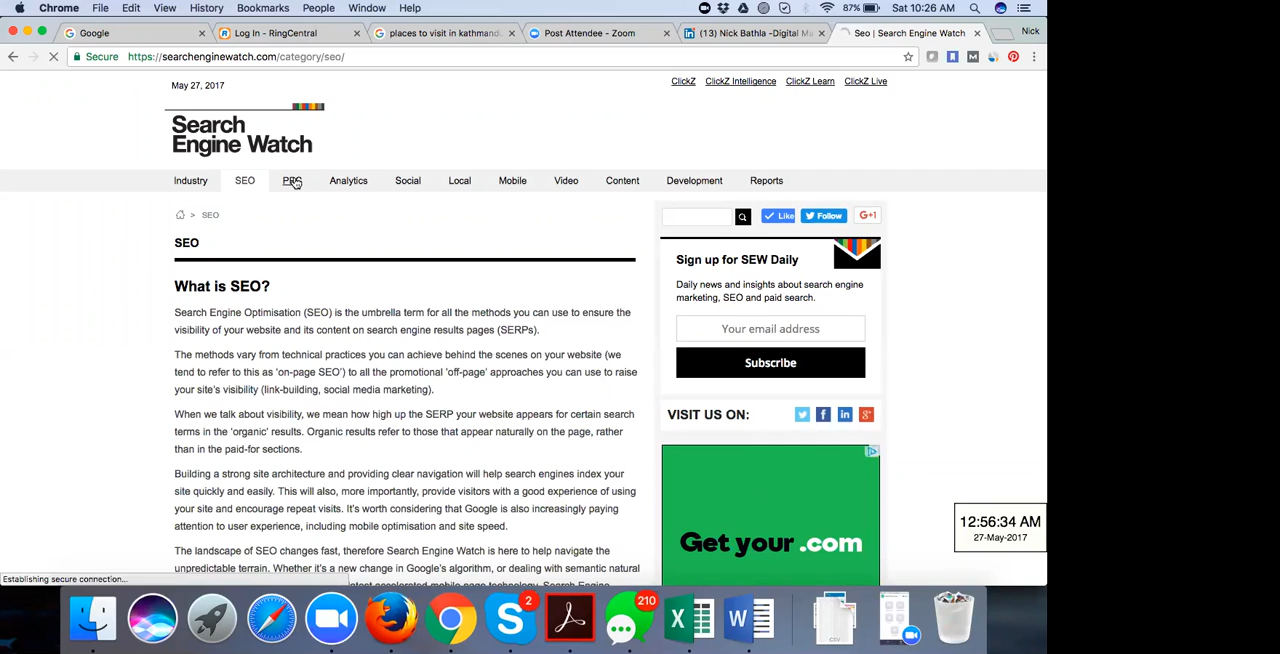 Chrome File Edit View History Bookmarks People Window Help 87% Sat 10:26 AM
Google Log In - RingCentral places to visit in kathmand Post Attendee - Zoom (13) Nick Bathla -Digital Ma Seo | Search Engine Watch Nick
Secure https://searchenginewatch.com/category/seo/
May 27, 2017 ClickZ ClickZ Intelligence ClickZ Learn ClickZ Live
Search
Engine Watch
Industry SEO PPC Analytics Social Local Mobile Video Content Development Reports
> SEO Like Follow G+1
SEO
Sign up for SEW Daily
Daily news and insights about search engine
marketing, SEO and paid search.
Your email address
Subscribe
VISIT US ON:
What is SEO?
Search Engine Optimisation (SEO) is the umbrella term for all the methods you can use to ensure the
visibility of your website and its content on search engine results pages (SERPs).
The methods vary from technical practices you can achieve behind the scenes on your website (we
tend to refer to this as 'on-page SEO') to all the promotional 'off-page' approaches you can use to raise
your site's visibility (link-building, social media marketing).
When we talk about visibility, we mean how high up the SERP your website appears for certain search
terms in the 'organic' results. Organic results refer to those that appear naturally on the page, rather
than in the paid-for sections.
Building a strong site architecture and providing clear navigation will help search engines index your
site quickly and easily. This will also, more importantly, provide visitors with a good experience of using
your site and encourage repeat visits. It's worth considering that Google is also increasingly paying
attention to user experience, including mobile optimisation and site speed.
The landscape of SEO changes fast, therefore Search Engine Watch is here to help navigate the
unpredictable terrain. Whether it's a new change in Google's algorithm, or dealing with semantic natural
Get your .com
12:56:34 AM
27-May-2017
Establishing secure connection...
2
210
CSV